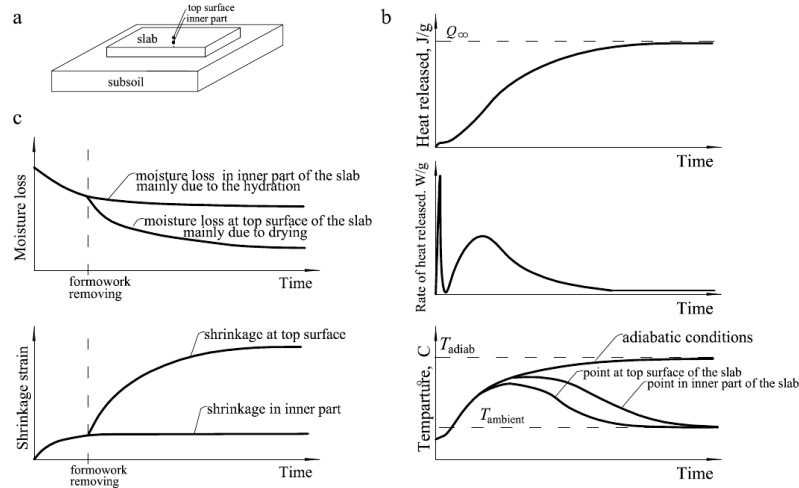 a
top surface
inner part
slab
subsoil
b
Heat released, J/g
Q∞
Time
Rate of heat released. W/g
Time
Temparture, °C
Tadiab
adiabatic conditions
point at top surface of the slab
point in inner part of the slab
Tambient
Time
c
Moisture loss
moisture loss in inner part of the slab
mainly due to the hydration
moisture loss at top surface of the slab
mainly due to drying
formowork
removing
Time
Shrinkage strain
shrinkage at top surface
shrinkage in inner part
formowork
removing
Time